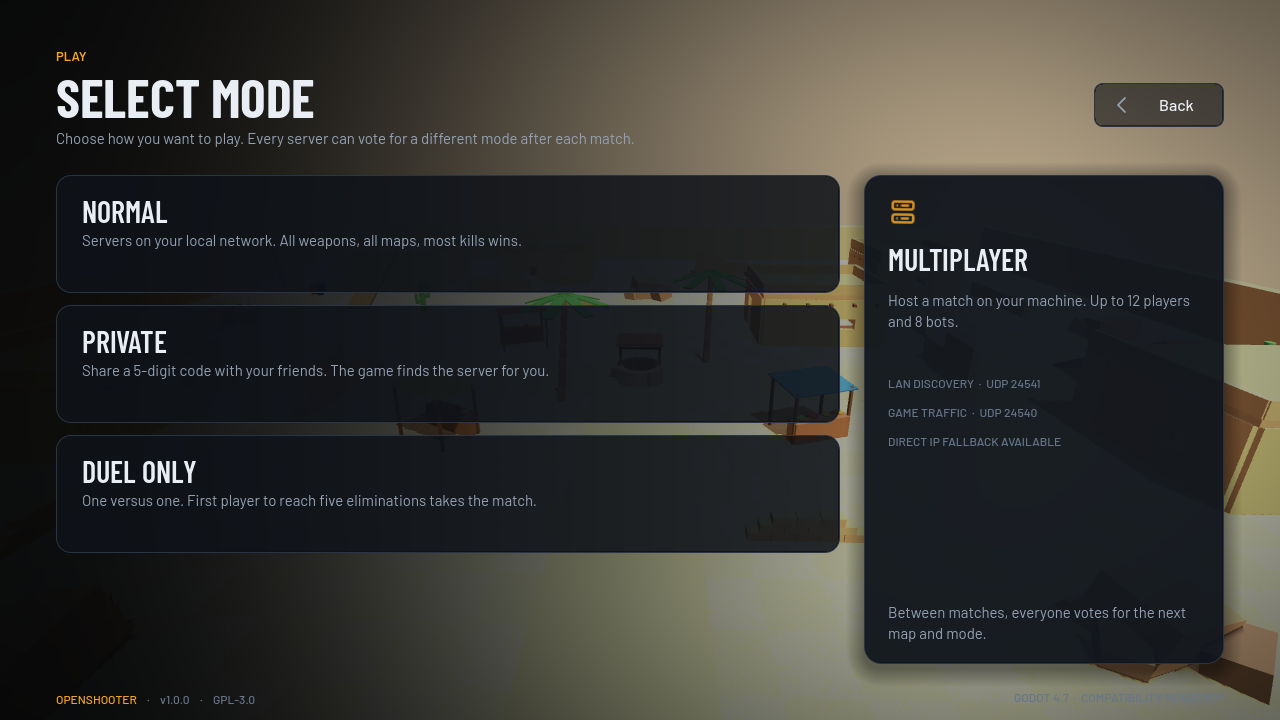 PLAY
SELECT MODE
Choose how you want to play. Every server can vote for a different mode after each match.
Back
NORMAL
Servers on your local network. All weapons, all maps, most kills wins.
PRIVATE
Share a 5-digit code with your friends. The game finds the server for you.
DUEL ONLY
One versus one. First player to reach five eliminations takes the match.
MULTIPLAYER
Host a match on your machine. Up to 12 players
and 8 bots.
LAN DISCOVERY · UDP 24541
GAME TRAFFIC · UDP 24540
DIRECT IP FALLBACK AVAILABLE
Between matches, everyone votes for the next
map and mode.
OPENSHOOTER · v1.0.0 · GPL-3.0
GODOT 4.7 · COMPATIBILITY